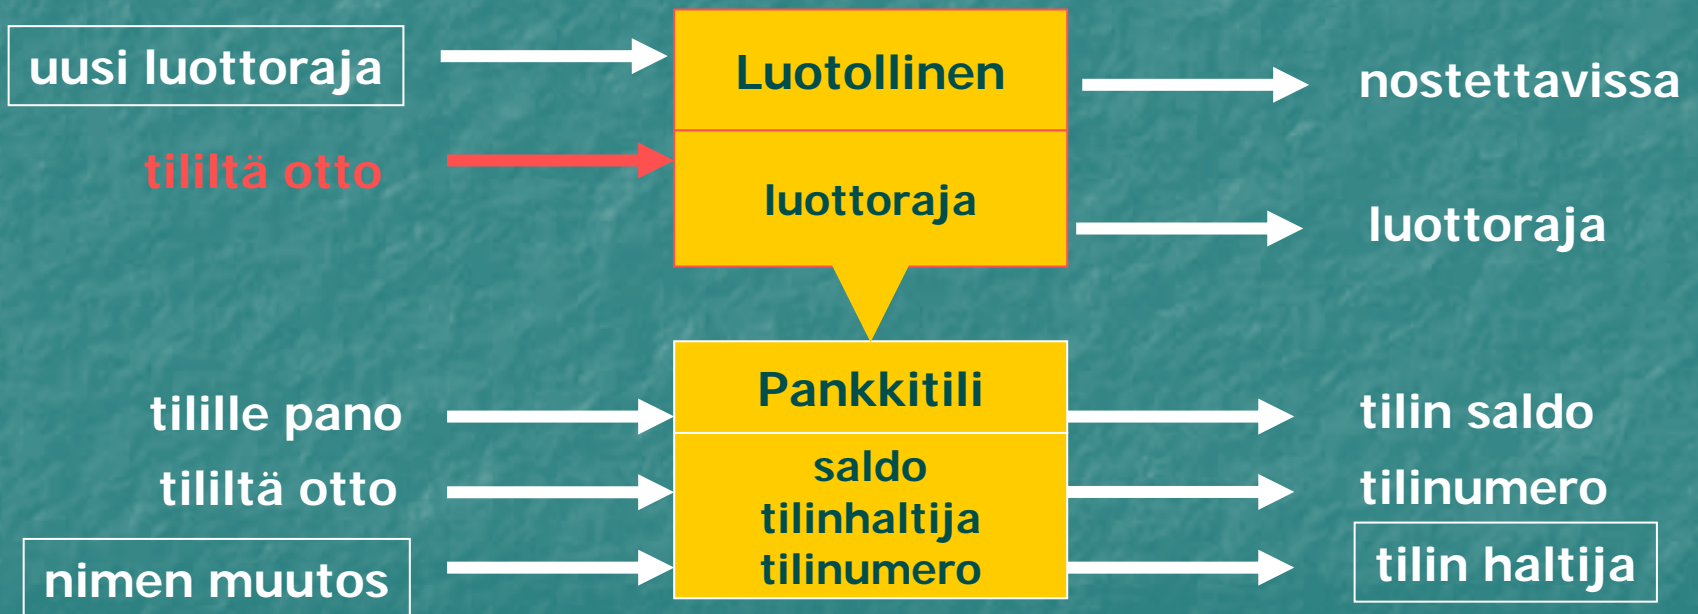 uusi luottoraja
Luotollinen
nostettavissa
tililtä otto
luottoraja
luottoraja
Pankkitili
tilille pano
tilin saldo
saldo
tililtä otto
tilinumero
tilinhaltija
tilinumero
nimen muutos
tilin haltija